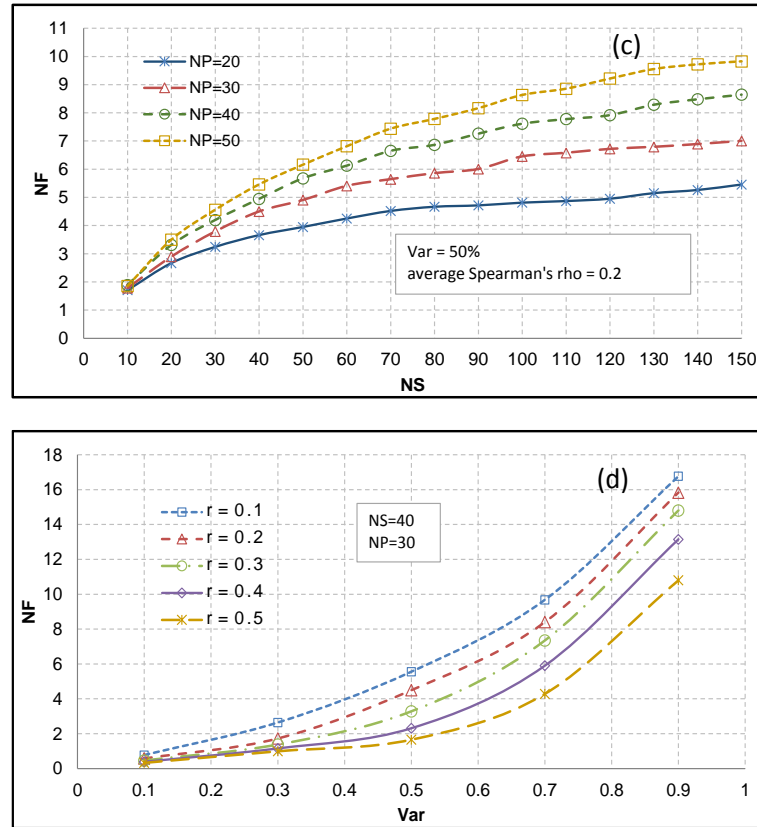 (c)
11
10
9
8
7
6
5
4
3
2
1
0
NF
NP=20
NP=30
NP=40
NP=50
Var = 50%
average Spearman's rho = 0.2
0 10 20 30 40 50 60 70 80 90 100 110 120 130 140 150
NS
(d)
18
16
14
12
10
8
6
4
2
0
NF
r = 0.1
r = 0.2
r = 0.3
r = 0.4
r = 0.5
NS=40
NP=30
0 0.1 0.2 0.3 0.4 0.5 0.6 0.7 0.8 0.9 1
Var